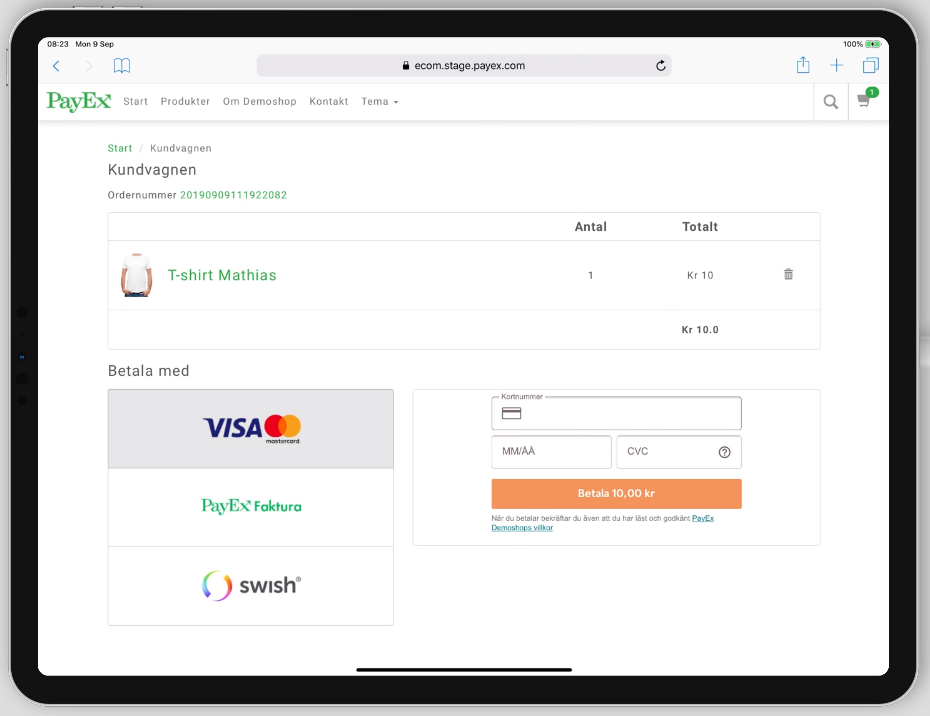 08:23 Mon 9 Sep
100%
ecom.stage.payex.com
PayEx Start Produkter Om Demoshop Kontakt Tema
1
Start / Kundvagnen
Kundvagnen
Ordernummer 20190909111922082
Antal Totalt
T-shirt Mathias 1 Kr 10
Kr 10.0
Betala med
VISA mastercard
PayEx Faktura
swish®
Kortnummer
MM/ÅÅ CVC ?
Betala 10,00 kr
När du betalar bekräftar du även att du har läst och godkänt PayEx
Demoshops villkor